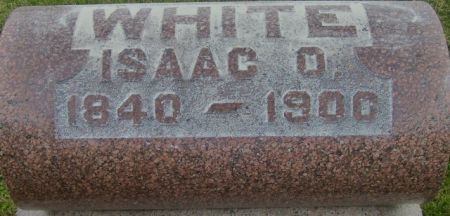 WHITE
ISAAC O.
1840 - 1900